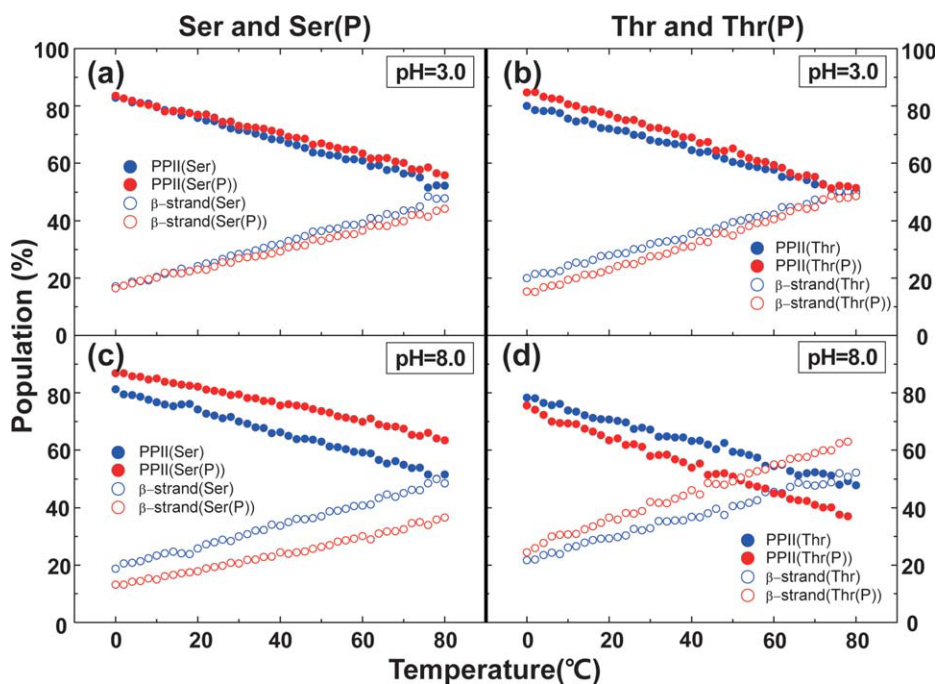 Ser and Ser(P)
Thr and Thr(P)
100
80
60
40
20
0
(a)
pH=3.0
PPII(Ser)
PPII(Ser(P))
β-strand(Ser)
β-strand(Ser(P))
(b)
pH=3.0
PPII(Thr)
PPII(Thr(P))
β-strand(Thr)
β-strand(Thr(P))
100
80
60
40
20
0
Population (%)
80
60
40
20
0
(c)
pH=8.0
PPII(Ser)
PPII(Ser(P))
β-strand(Ser)
β-strand(Ser(P))
(d)
pH=8.0
PPII(Thr)
PPII(Thr(P))
β-strand(Thr)
β-strand(Thr(P))
80
60
40
20
0
0 20 40 60 80 0 20 40 60 80
Temperature(℃)